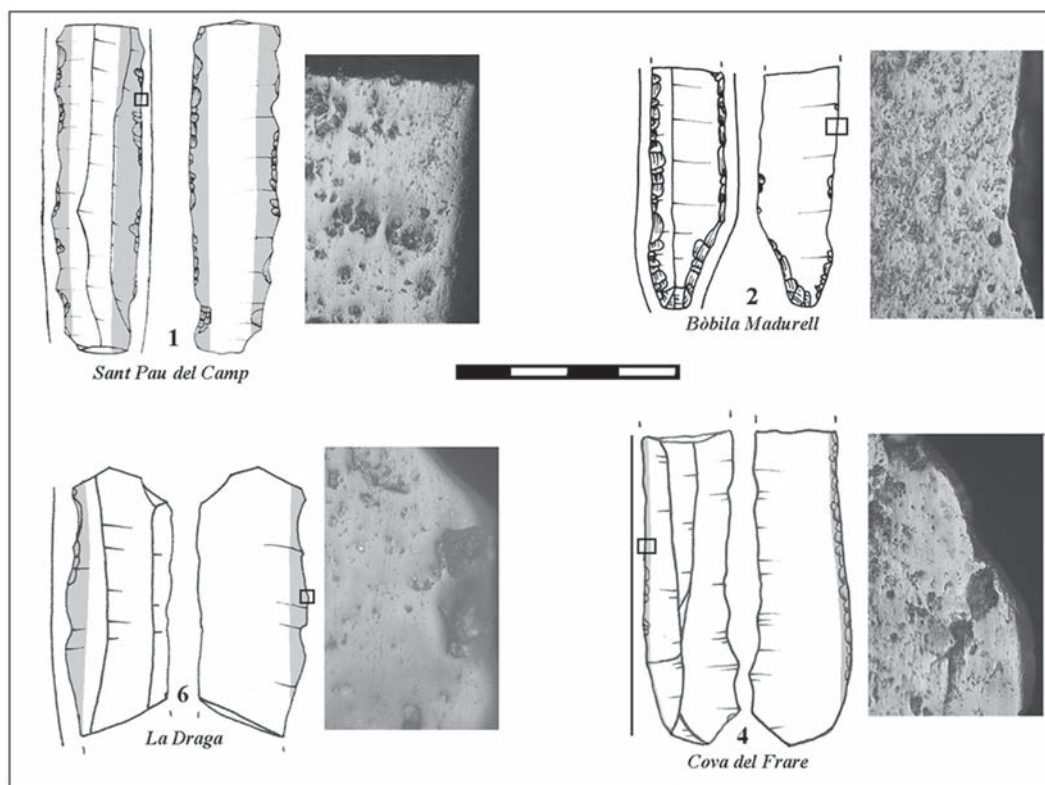 1
Sant Pau del Camp
2
Bòbila Madurell
6
La Draga
4
Cova del Frare